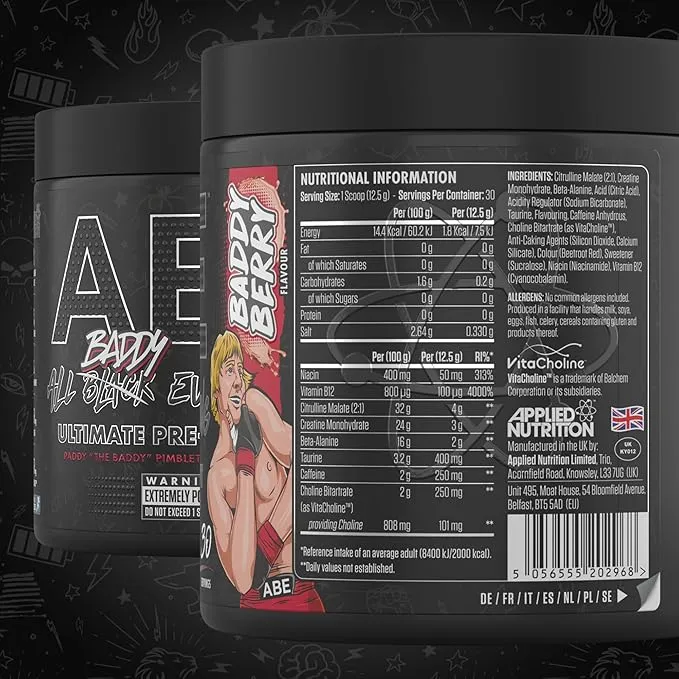 ABE
BADDY
ALL BLACK
ULTIMATE PRE-
PADDY "THE BADDY" PIMBLET
WARNI
EXTREMELY PO
DO NOT EXCEED 1 S
BADDY
BERRY
FLAVOUR
30
ABE
NUTRITIONAL INFORMATION
Serving Size: 1 Scoop (12.5 g) - Servings Per Container: 30
Per (100 g) Per (12.5 g)
Energy 14.4 Kcal / 60.2 kJ 1.8 Kcal / 7.5 kJ
Fat 0 g 0 g
of which Saturates 0 g 0 g
Carbohydrates 1.6 g 0.2 g
of which Sugars 0 g 0 g
Protein 0 g 0 g
Salt 2.64 g 0.330 g
Per (100 g) Per (12.5 g) RI%*
Niacin 400 mg 50 mg 313%
Vitamin B12 800 µg 100 µg 4000%
Citrulline Malate (2:1) 32 g 4 g **
Creatine Monohydrate 24 g 3 g **
Beta-Alanine 16 g 2 g **
Taurine 3.2 g 400 mg **
Caffeine 2 g 250 mg **
Choline Bitartrate 2 g 250 mg **
(as VitaCholine™)
providing Choline 808 mg 101 mg **
*Reference intake of an average adult (8400 kJ/2000 kcal).
**Daily values not established.
INGREDIENTS: Citrulline Malate (2:1), Creatine
Monohydrate, Beta-Alanine, Acid (Citric Acid),
Acidity Regulator (Sodium Bicarbonate),
Taurine, Flavouring, Caffeine Anhydrous,
Choline Bitartrate (as VitaCholine™),
Anti-Caking Agents (Silicon Dioxide, Calcium
Silicate), Colour (Beetroot Red), Sweetener
(Sucralose), Niacin (Niacinamide), Vitamin B12
(Cyanocobalamin).
ALLERGENS: No common allergens included.
Produced in a facility that handles milk, soya,
eggs, fish, celery, cereals containing gluten and
products thereof.
VitaCholine
VitaCholine™ is a trademark of Balchem
Corporation or its subsidiaries.
APPLIED
NUTRITION
UK
KY012
Manufactured in the UK by:
Applied Nutrition Limited, Trio,
Acornfield Road, Knowsley, L33 7UG (UK)
Unit 495, Moat House, 54 Bloomfield Avenue,
Belfast, BT5 5AD (EU)
5 056555 202968
DE / FR / IT / ES / NL / PL / SE